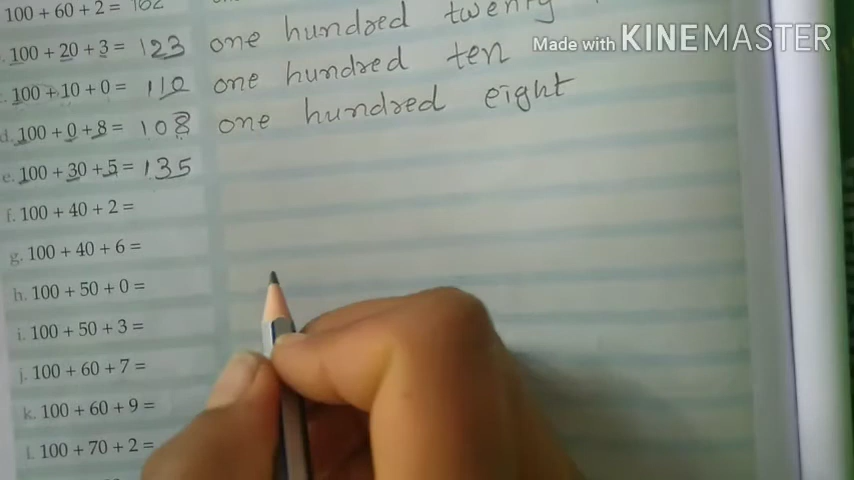 100 + 60 + 2 = 162
100 + 20 + 3 = 123 one hundred twenty
100 + 10 + 0 = 110 one hundred ten
d. 100 + 0 + 8 = 108 one hundred eight
e. 100 + 30 + 5 = 135
f. 100 + 40 + 2 =
g. 100 + 40 + 6 =
h. 100 + 50 + 0 =
i. 100 + 50 + 3 =
j. 100 + 60 + 7 =
k. 100 + 60 + 9 =
l. 100 + 70 + 2 =
Made with KINEMASTER